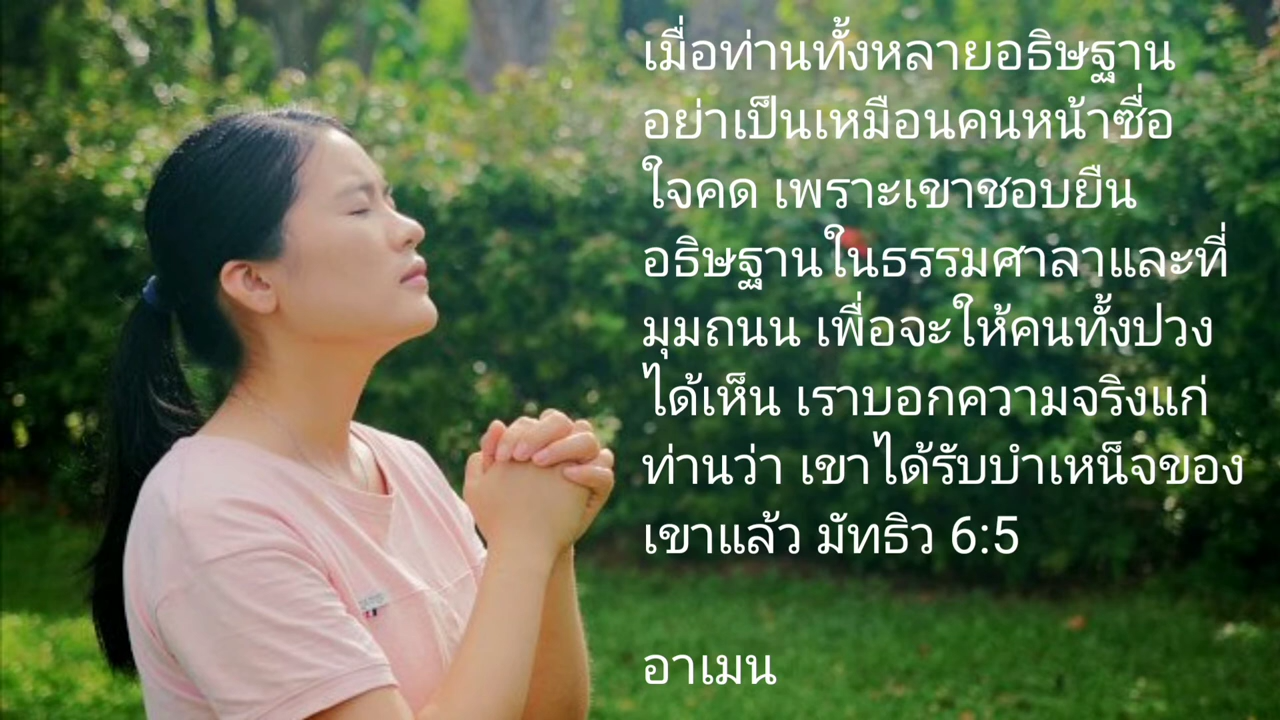 เมื่อท่านทั้งหลายอธิษฐาน
อย่าเป็นเหมือนคนหน้าซื่อ
ใจคด เพราะเขาชอบยืน
อธิษฐานในธรรมศาลาและที่
มุมถนน เพื่อจะให้คนทั้งปวง
ได้เห็น เราบอกความจริงแก่
ท่านว่า เขาได้รับบำเหน็จของ
เขาแล้ว มัทธิว 6:5
อาเมน